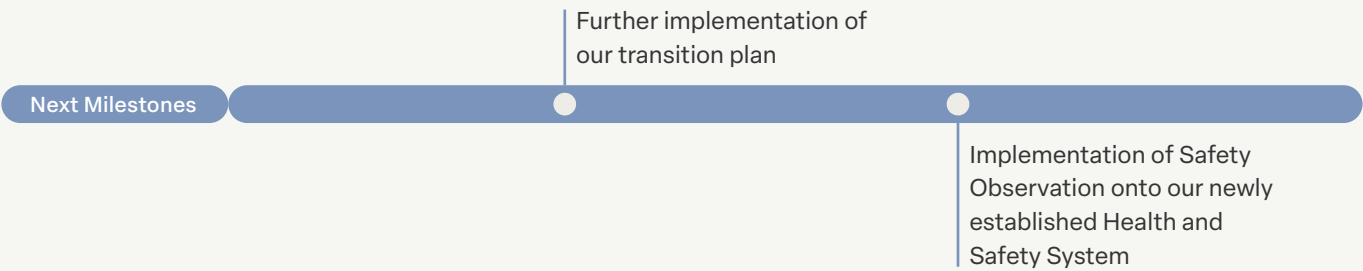 Further implementation of
our transition plan
Next Milestones
Implementation of Safety
Observation onto our newly
established Health and
Safety System